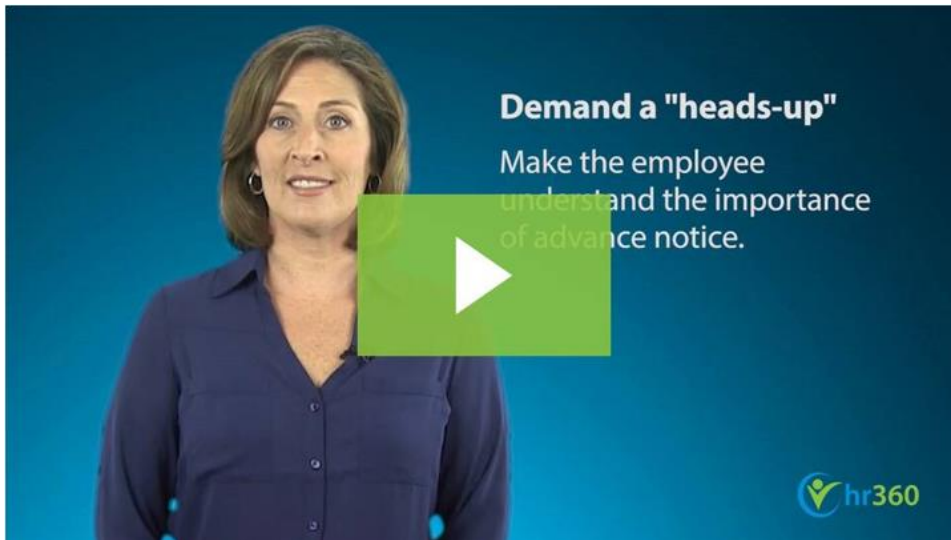 Demand a "heads-up"
Make the employee
understand the importance
of advance notice.
hr360